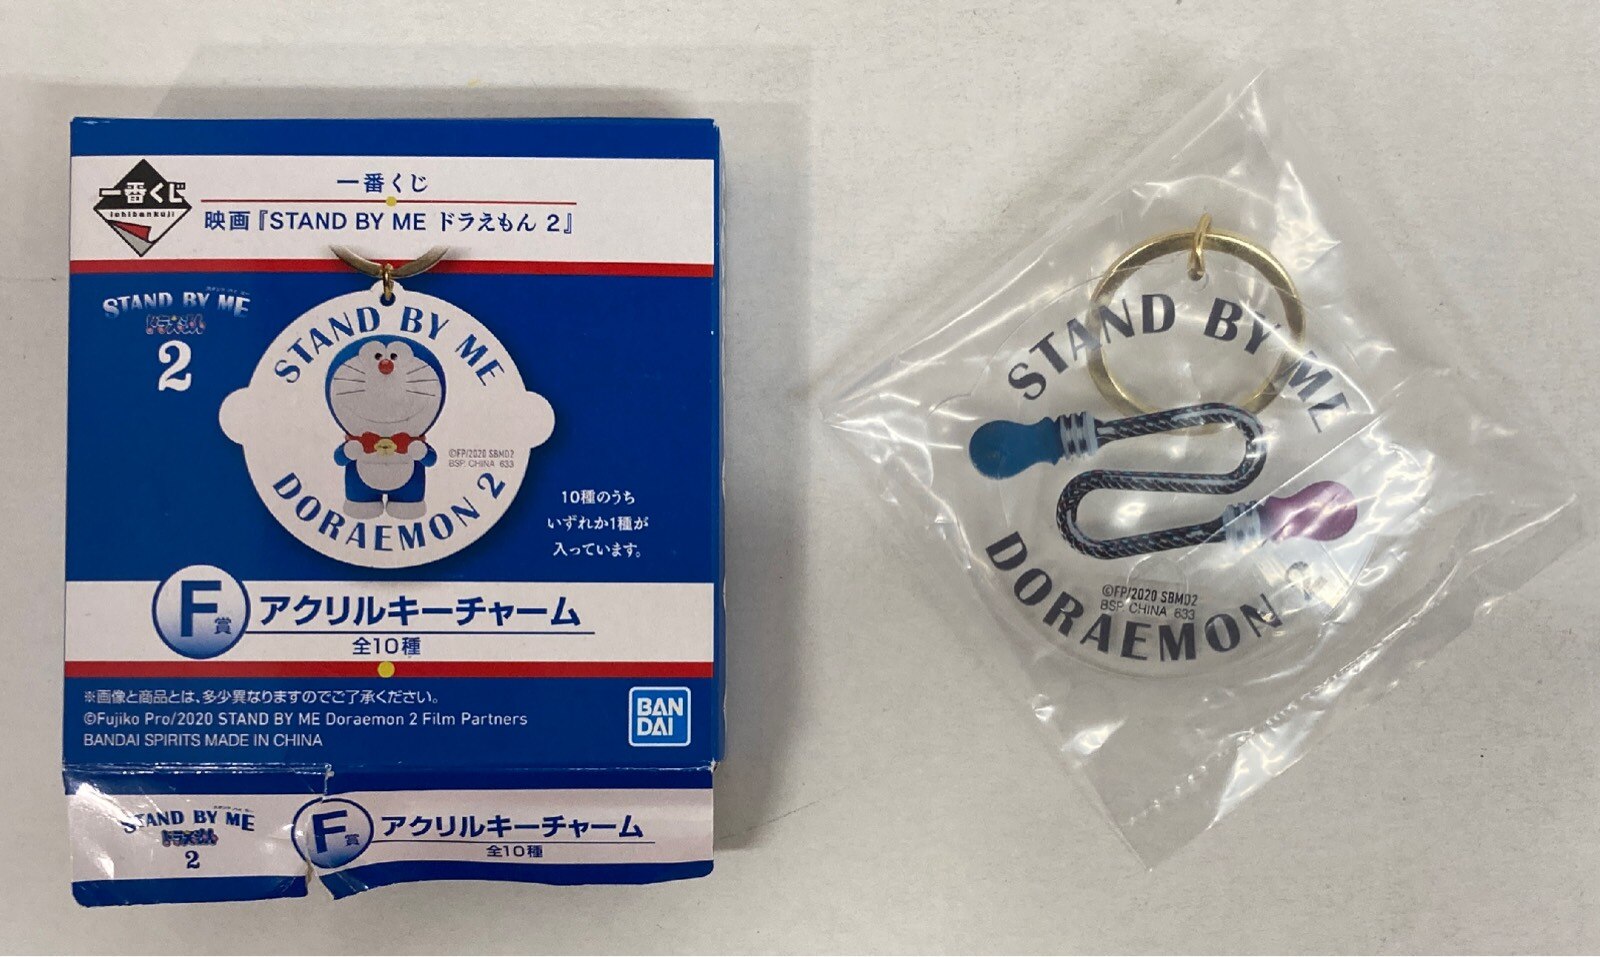 一番くじ
ichibankuji
一番くじ
映画『STAND BY ME ドラえもん 2』
STAND BY ME
ドラえもん
2
STAND BY ME
©FP/2020 SBMD2
BSP. CHINA 633
DORAEMON 2
10種のうち
いずれか1種が
入っています。
F賞
アクリルキーチャーム
全10種
※画像と商品とは、多少異なりますのでご了承ください。
©Fujiko Pro/2020 STAND BY ME Doraemon 2 Film Partners
BANDAI SPIRITS MADE IN CHINA
BAN
DAI
STAND BY ME
ドラえもん
2
F賞
アクリルキーチャーム
全10種
STAND BY ME
©FP/2020 SBMD2
BSP. CHINA 633
DORAEMON 2